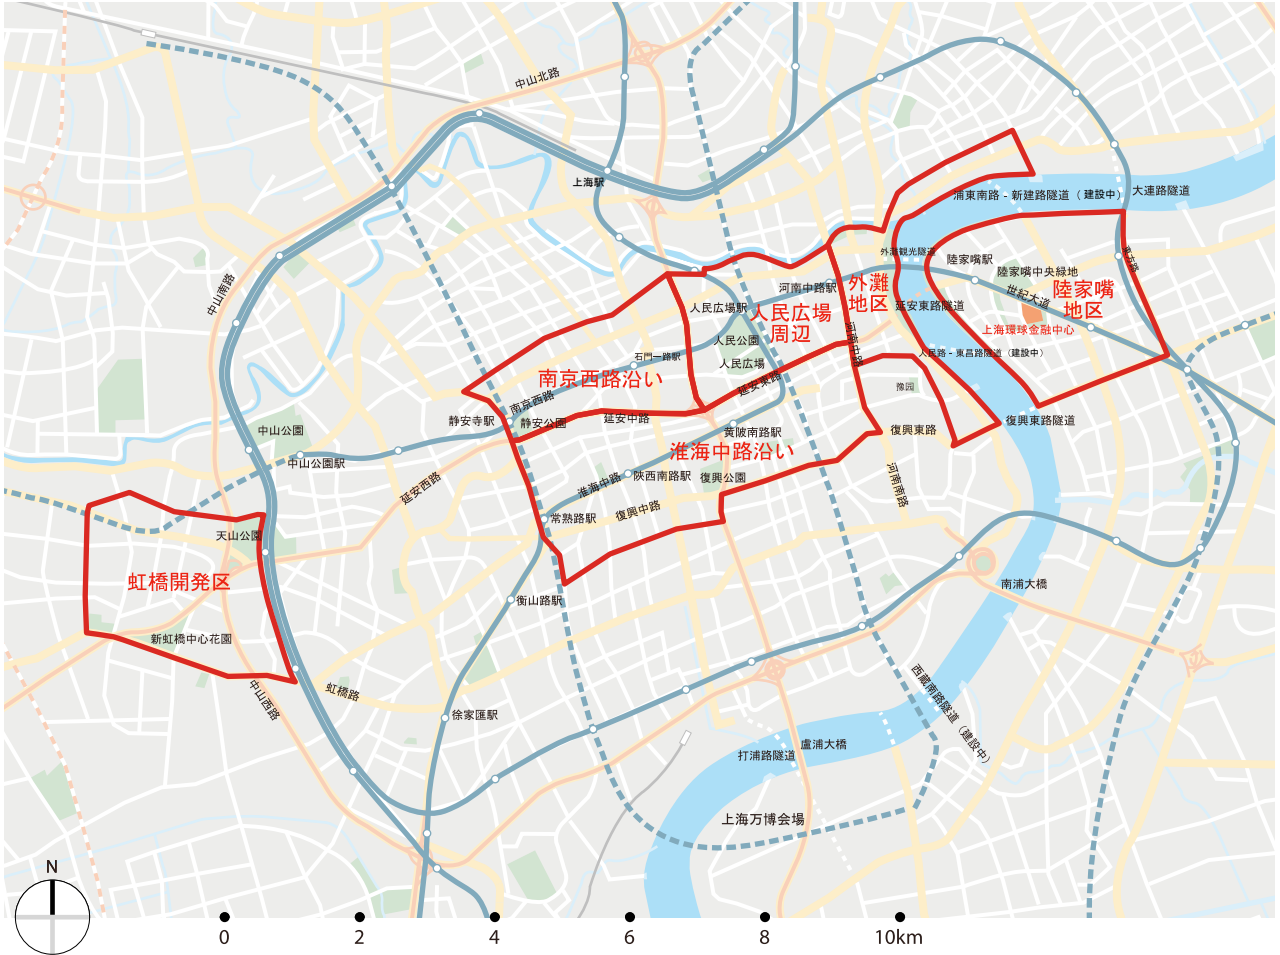 中山北路
上海駅
浦東南路 - 新建路隧道（建設中）
大連路隧道
外灘観光隧道
東方路
陸家嘴駅
陸家嘴中央緑地
中山南路
河南中路駅
外灘
地区
陸家嘴
地区
世紀大道
人民広場駅
人民広場
周辺
延安東路隧道
上海環球金融中心
人民公園
河南中路
人民路 - 東昌路隧道（建設中）
石門一路駅
人民広場
南京西路沿い
延安東路
豫园
南京西路
静安寺駅
静安公園
延安中路
復興東路隧道
中山公園
黄陂南路駅
復興東路
淮海中路沿い
中山公園駅
陝西南路駅
復興公園
延安西路
淮海中路
河南南路
復興中路
常熟路駅
天山公園
虹橋開発区
南浦大橋
衡山路駅
新虹橋中心花園
西蔵南路隧道（建設中）
中山西路
虹橋路
徐家匯駅
盧浦大橋
打浦路隧道
上海万博会場
N
0 2 4 6 8 10km